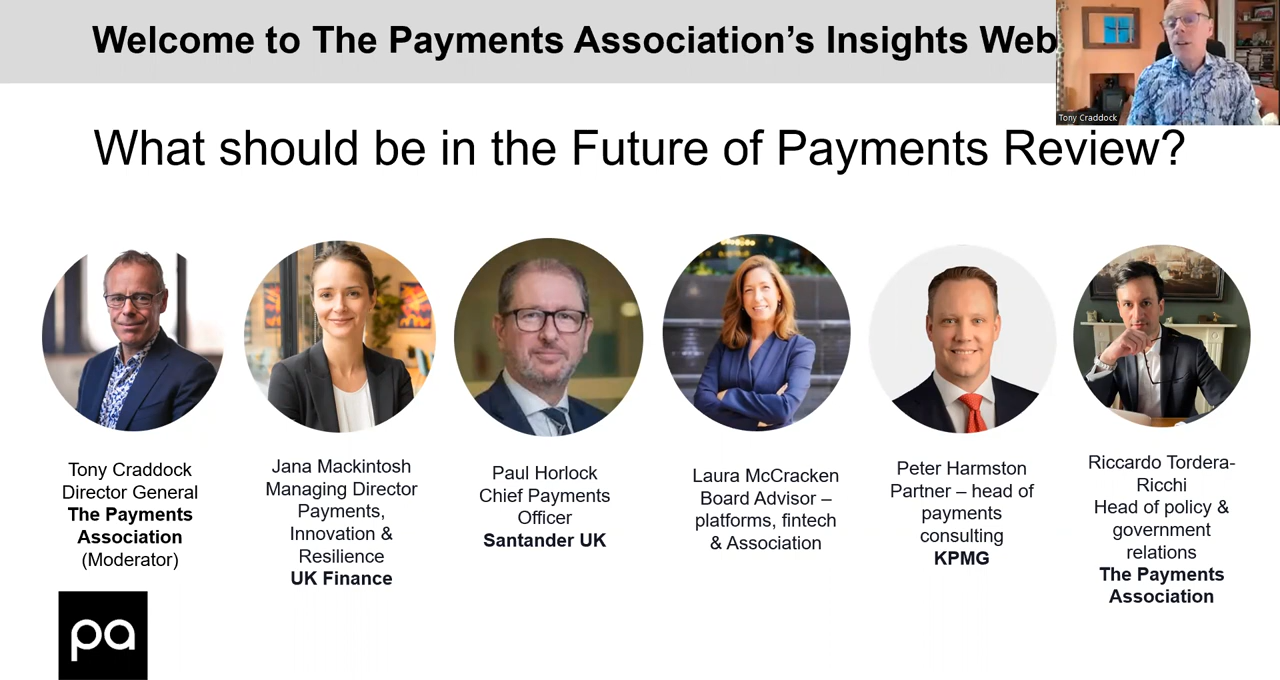 Welcome to The Payments Association’s Insights Web
Tony Craddock
What should be in the Future of Payments Review?
Tony Craddock
Director General
The Payments
Association
(Moderator)
Jana Mackintosh
Managing Director
Payments,
Innovation &
Resilience
UK Finance
Paul Horlock
Chief Payments
Officer
Santander UK
Laura McCracken
Board Advisor –
platforms, fintech
& Association
Peter Harmston
Partner – head of
payments
consulting
KPMG
Riccardo Tordera-
Ricchi
Head of policy &
government
relations
The Payments
Association
pa